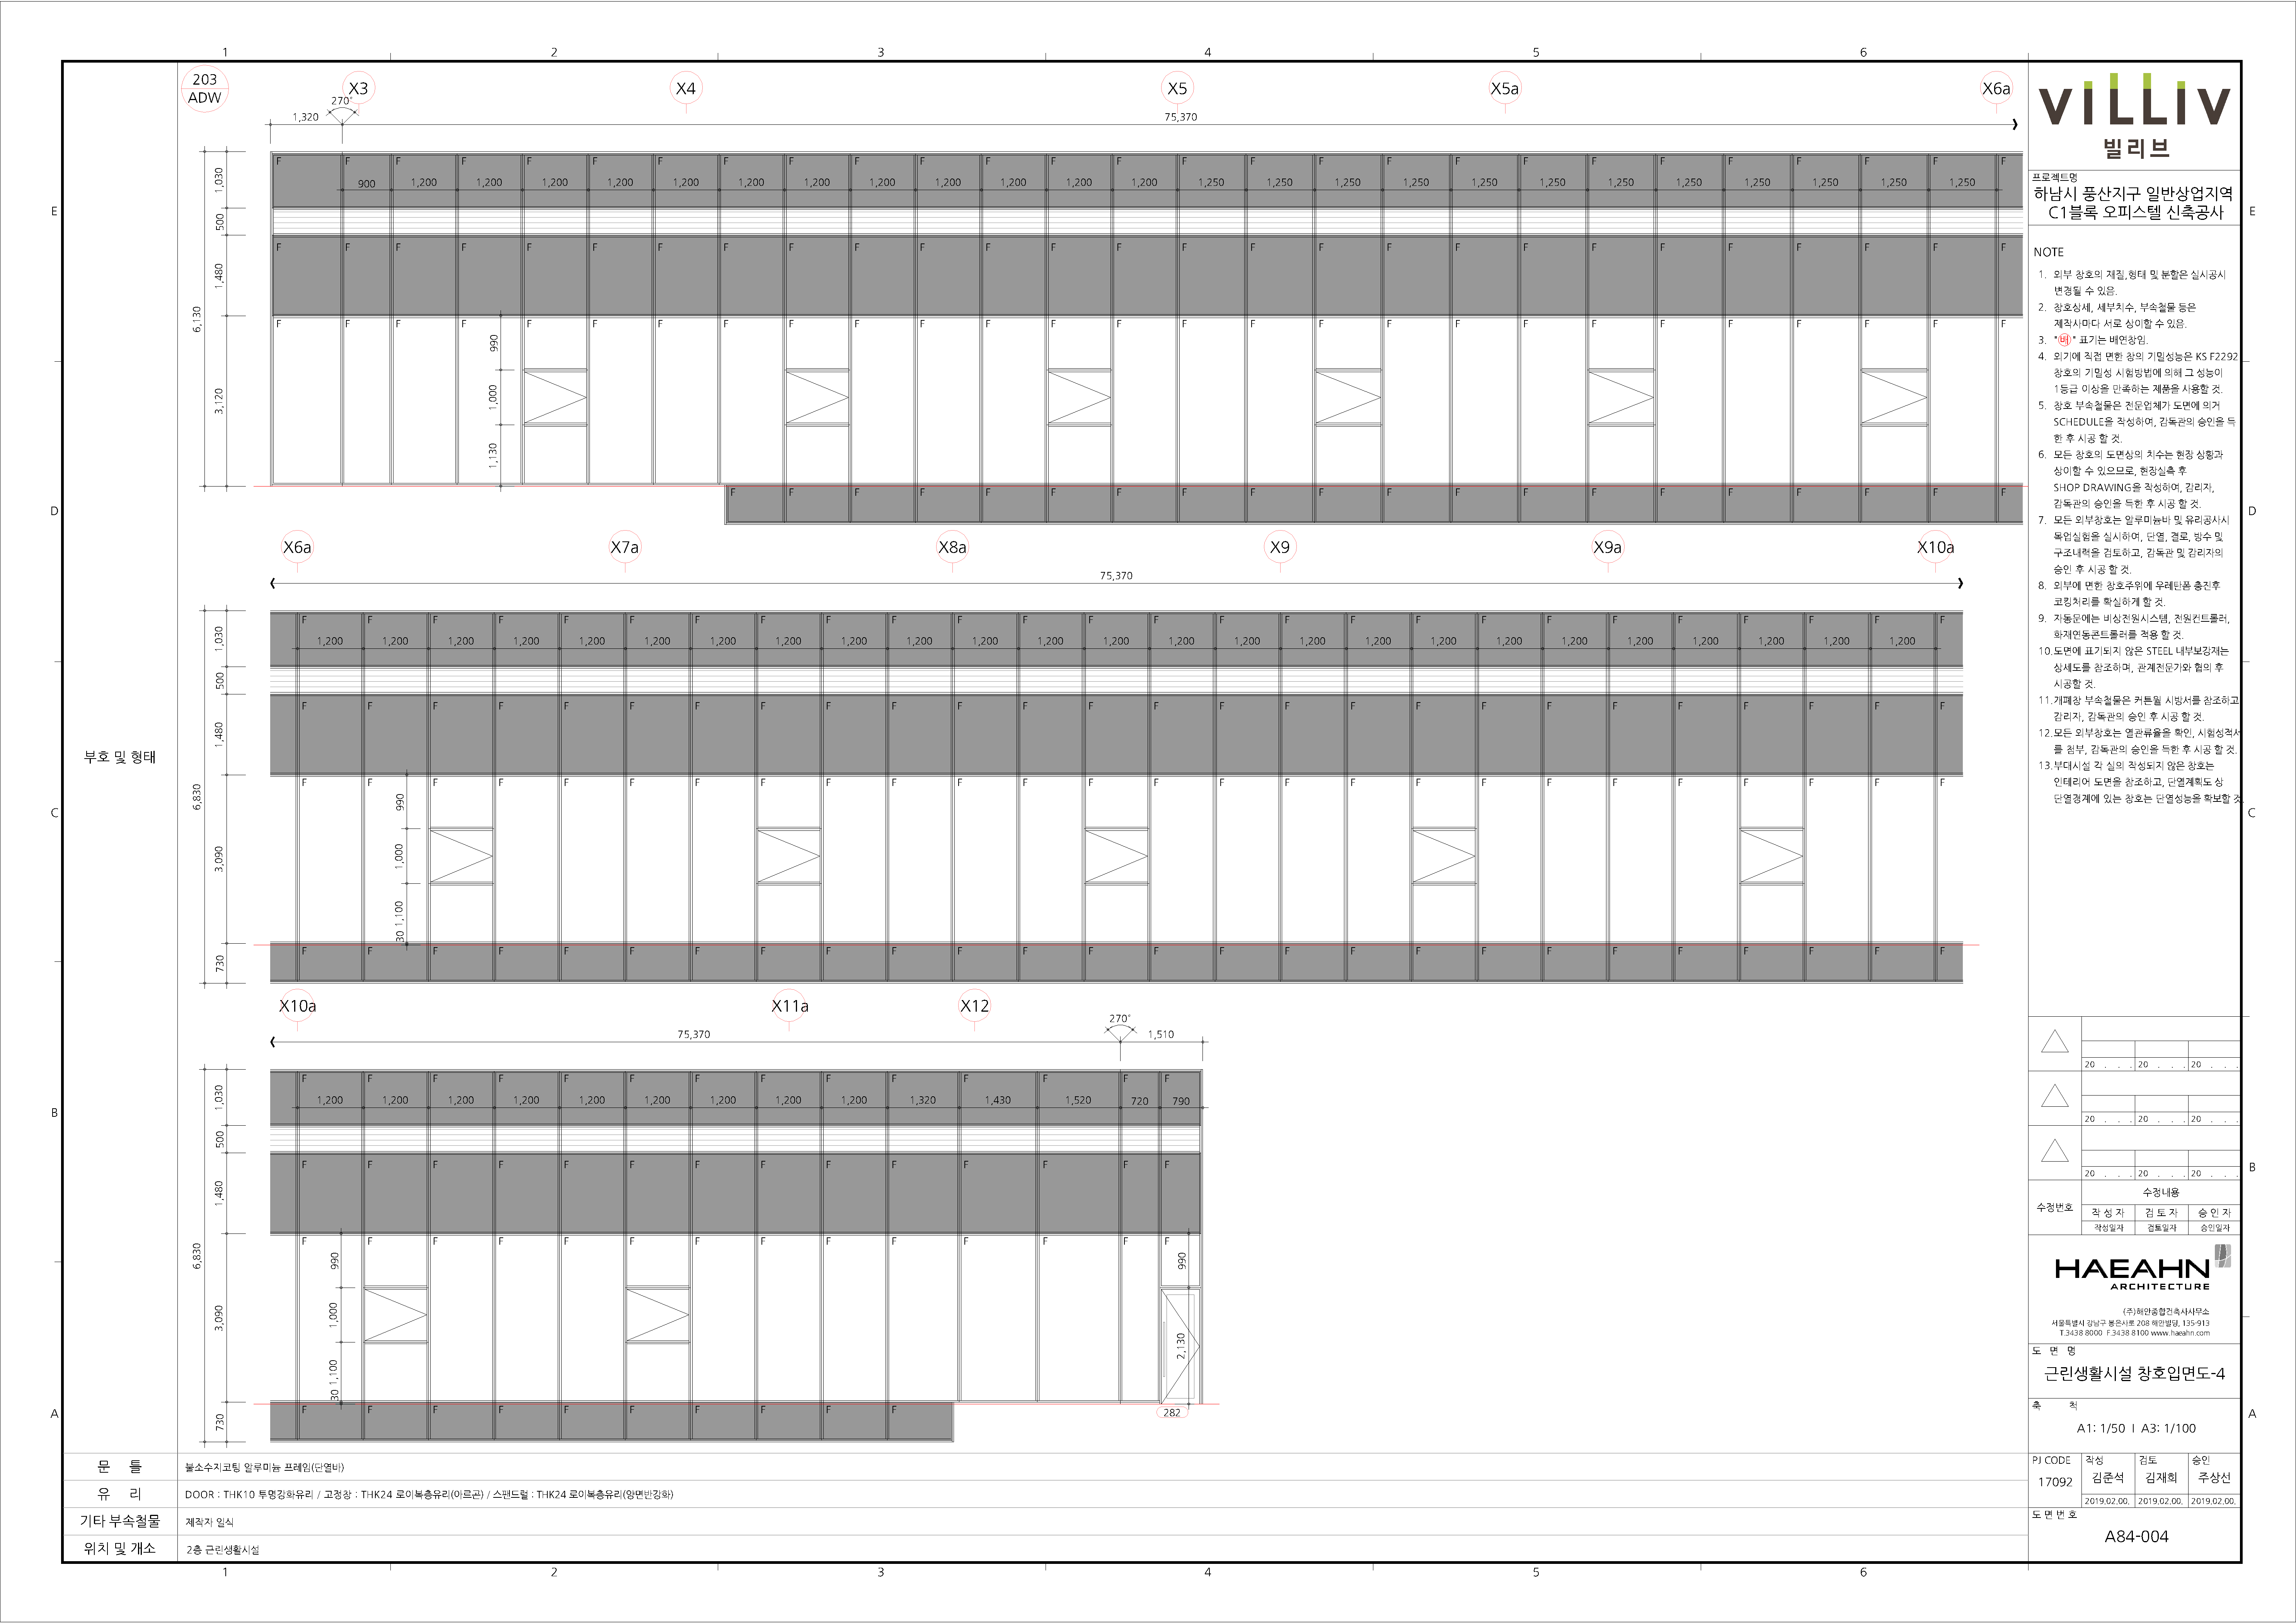 1 2 3 4 5 6
203
ADW
X3 X4 X5 X5a X6a
270°
1,320 75,370
F F F F F F F F F F F F F F F F F F F F F F F F F F
900 1,200 1,200 1,200 1,200 1,200 1,200 1,200 1,200 1,200 1,200 1,200 1,200 1,250 1,250 1,250 1,250 1,250 1,250 1,250 1,250 1,250 1,250 1,250 1,250
1,030
500
F F F F F F F F F F F F F F F F F F F F F F F F F F
1,480
6,130
F F F F F F F F F F F F F F F F F F F F F F F F F F
990
1,000
3,120
1,130
F F F F F F F F F F F F F F F F F F F
X6a X7a X8a X9 X9a X10a
75,370
F F F F F F F F F F F F F F F F F F F F F F F F F F
1,200 1,200 1,200 1,200 1,200 1,200 1,200 1,200 1,200 1,200 1,200 1,200 1,200 1,200 1,200 1,200 1,200 1,200 1,200 1,200 1,200 1,200 1,200 1,200 1,200
1,030
500
F F F F F F F F F F F F F F F F F F F F F F F F F F
1,480
6,830
F F F F F F F F F F F F F F F F F F F F F F F F F F
990
1,000
3,090
30 1,100
F F F F F F F F F F F F F F F F F F F F F F F F F F
730
X10a X11a X12
270°
75,370 1,510
F F F F F F F F F F F F F F
1,200 1,200 1,200 1,200 1,200 1,200 1,200 1,200 1,200 1,320 1,430 1,520 720 790
1,030
500
F F F F F F F F F F F F F F
1,480
6,830
F F F F F F F F F F F F F F
990 990
1,000
3,090
2,130
30 1,100
F F F F F F F F F F
282
730
부호 및 형태
문 틀 불소수지코팅 알루미늄 프레임(단열바)
유 리 DOOR : THK10 투명강화유리 / 고정창 : THK24 로이복층유리(아르곤) / 스팬드럴 : THK24 로이복층유리(양면반강화)
기타 부속철물 제작자 일식
위치 및 개소 2층 근린생활시설
E D C B A
1 2 3 4 5 6
E D C B A
VILLIV
빌리브
프로젝트명
하남시 풍산지구 일반상업지역
C1블록 오피스텔 신축공사
NOTE
1. 외부 창호의 재질,형태 및 분할은 실시공시
변경될 수 있음.
2. 창호상세, 세부치수, 부속철물 등은
제작사마다 서로 상이할 수 있음.
3. "배" 표기는 배연창임.
4. 외기에 직접 면한 창의 기밀성능은 KS F2292
창호의 기밀성 시험방법에 의해 그 성능이
1등급 이상을 만족하는 제품을 사용할 것.
5. 창호 부속철물은 전문업체가 도면에 의거
SCHEDULE을 작성하여, 감독관의 승인을 득
한 후 시공 할 것.
6. 모든 창호의 도면상의 치수는 현장 상황과
상이할 수 있으므로, 현장실측 후
SHOP DRAWING을 작성하여, 감리자,
감독관의 승인을 득한 후 시공 할 것.
7. 모든 외부창호는 알루미늄바 및 유리공사시
목업실험을 실시하여, 단열, 결로, 방수 및
구조내력을 검토하고, 감독관 및 감리자의
승인 후 시공 할 것.
8. 외부에 면한 창호주위에 우레탄폼 충진후
코킹처리를 확실하게 할 것.
9. 자동문에는 비상전원시스템, 전원컨트롤러,
화재연동콘트롤러를 적용 할 것.
10.도면에 표기되지 않은 STEEL 내부보강재는
상세도를 참조하며, 관계전문가와 협의 후
시공할 것.
11.개폐창 부속철물은 커튼월 시방서를 참조하고
감리자, 감독관의 승인 후 시공 할 것.
12.모든 외부창호는 열관류율을 확인, 시험성적서
를 첨부, 감독관의 승인을 득한 후 시공 할 것.
13.부대시설 각 실의 작성되지 않은 창호는
인테리어 도면을 참조하고, 단열계획도 상
단열경계에 있는 창호는 단열성능을 확보할 것.
20 . . . 20 . . . 20 . . .
20 . . . 20 . . . 20 . . .
20 . . . 20 . . . 20 . . .
수정번호 수정내용
작 성 자 검 토 자 승 인 자
작성일자 검토일자 승인일자
HAEAHN
ARCHITECTURE
(주)해안종합건축사사무소
서울특별시 강남구 봉은사로 208 해안빌딩, 135-913
T.3438 8000 F.3438 8100 www.haeahn.com
도 면 명
근린생활시설 창호입면도-4
축 척
A1: 1/50 I A3: 1/100
PJ CODE 작성 검토 승인
17092 김준석 김재회 주상선
2019.02.00. 2019.02.00. 2019.02.00.
도 면 번 호
A84-004